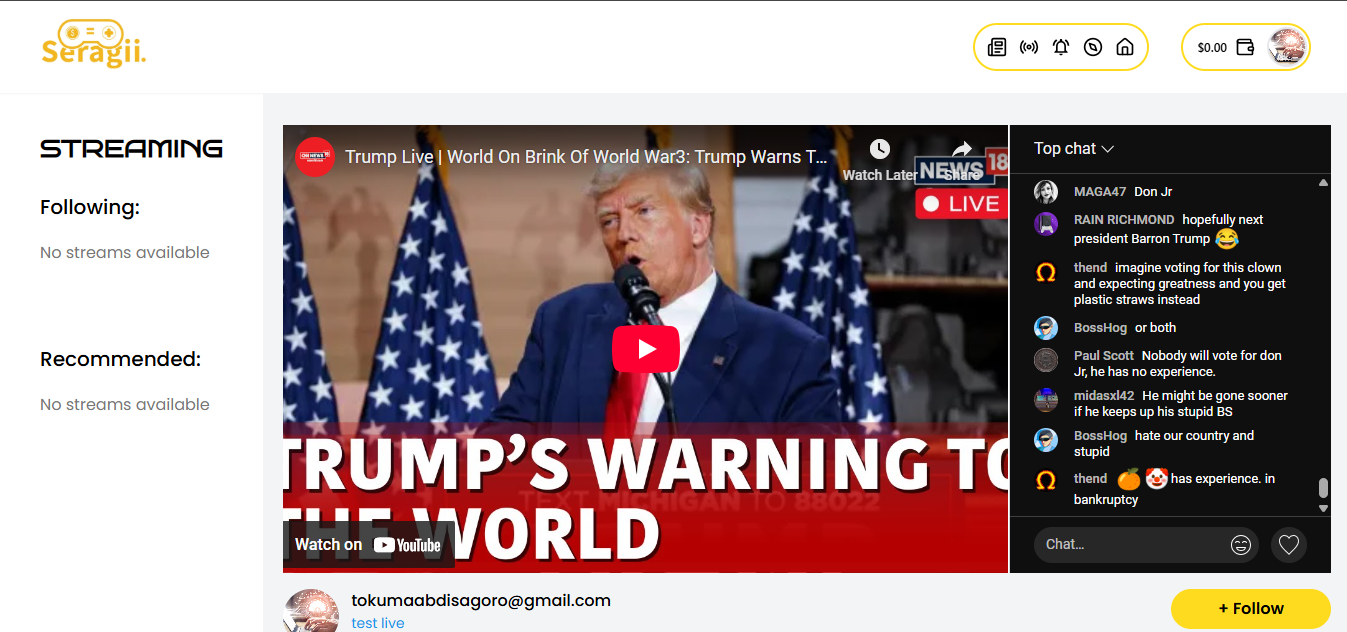 Seragii.
$0.00
STREAMING
Following:
No streams available
Recommended:
No streams available
Trump Live | World On Brink Of World War3: Trump Warns T...
Watch Later
Share
NEWS 18
LIVE
TEXT MICHIGAN TO 88022
TRUMP'S WARNING TO
THE WORLD
Watch on YouTube
Top chat
MAGA47 Don Jr
RAIN RICHMOND hopefully next
president Barron Trump 😂
thend imagine voting for this clown
and expecting greatness and you get
plastic straws instead
BossHog or both
Paul Scott Nobody will vote for don
Jr, he has no experience.
midasxl42 He might be gone sooner
if he keeps up his stupid BS
BossHog hate our country and
stupid
thend 🍊🤡has experience. in
bankruptcy
Chat...
tokumaabdisagoro@gmail.com
test live
+ Follow